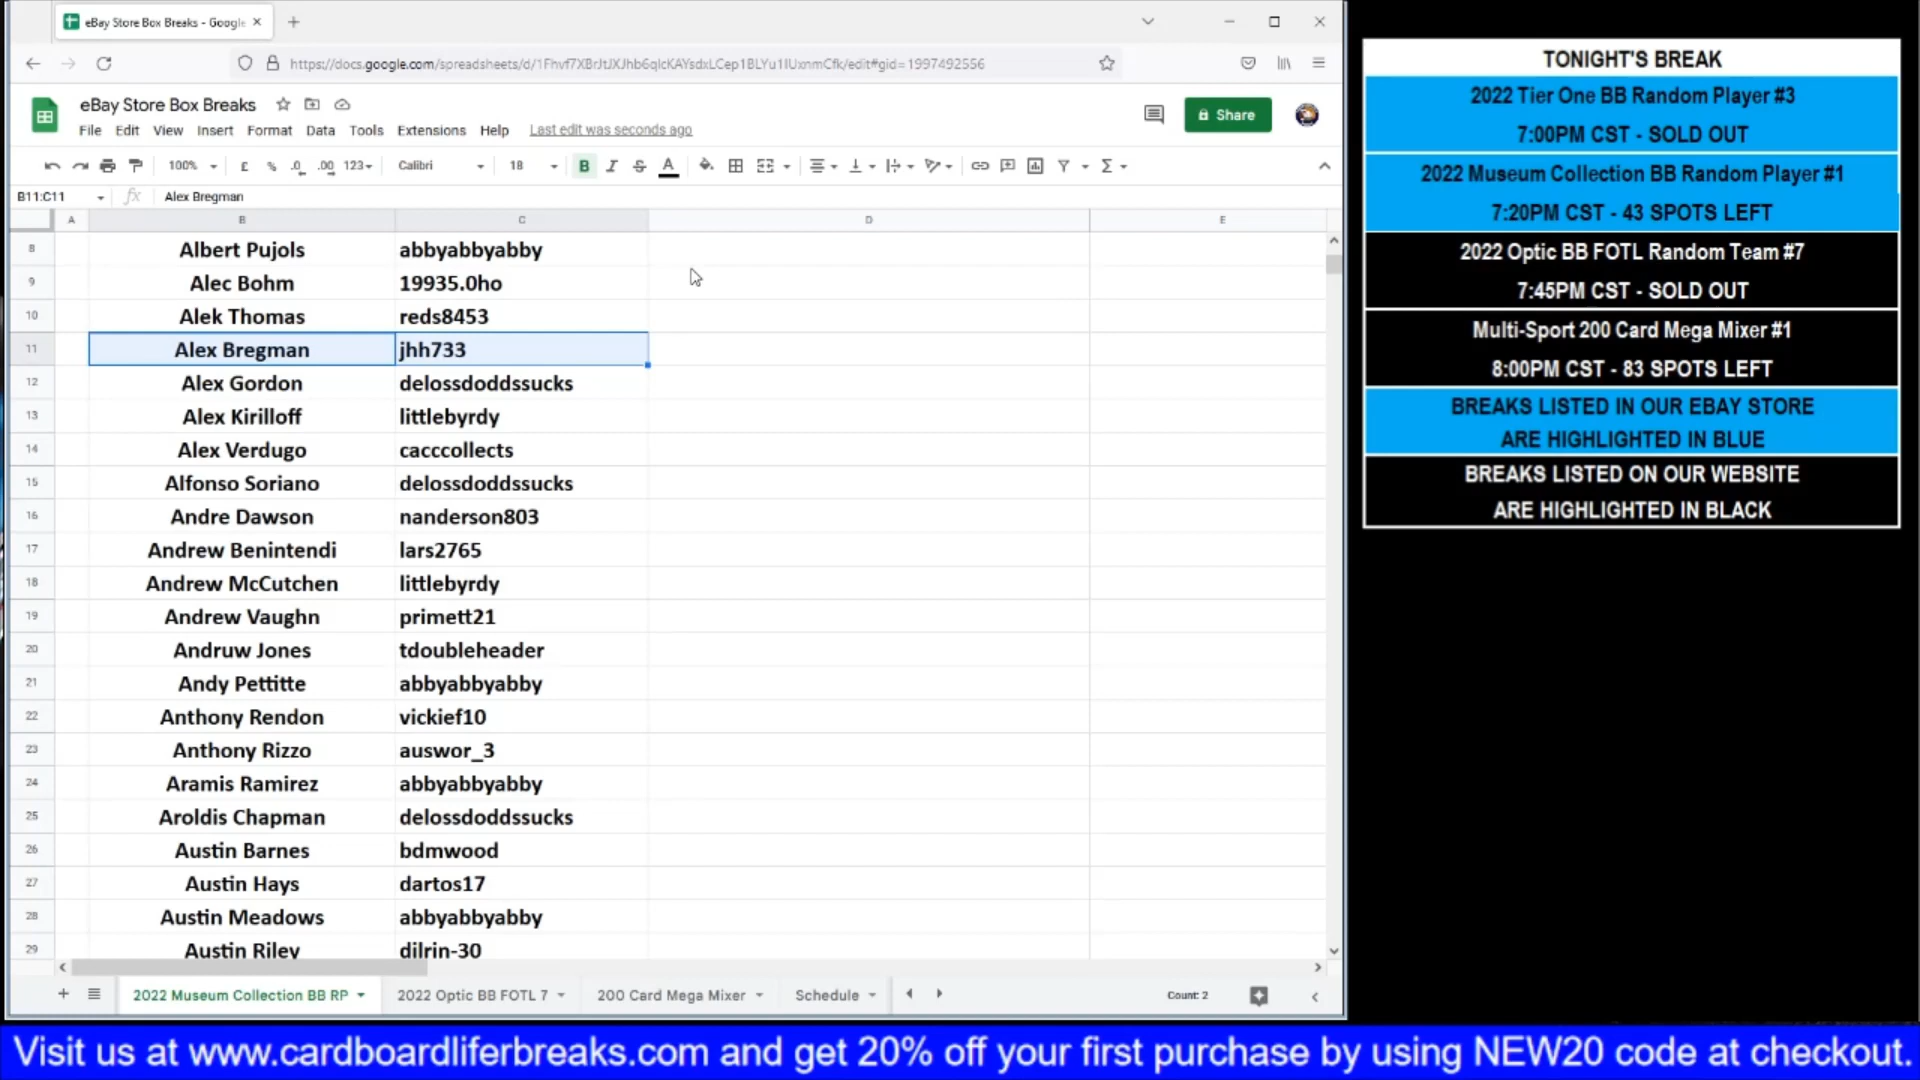 eBay Store Box Breaks - Google
https://docs.google.com/spreadsheets/d/
eBay Store Box Breaks
File Edit View Insert Format Data Tools Extensions Help Last edit was seconds ago
Share
100% £ % .0 .00 123 Calibri 18 B I S A
B11:C11 fx Alex Bregman
A B C D E
8 Albert Pujols abbyabbyabby
9 Alec Bohm 19935.0ho
10 Alek Thomas reds8453
11 Alex Bregman jhh733
12 Alex Gordon delossdoddssucks
13 Alex Kirilloff littlebyrdy
14 Alex Verdugo cacccollects
15 Alfonso Soriano delossdoddssucks
16 Andre Dawson nanderson803
17 Andrew Benintendi lars2765
18 Andrew McCutchen littlebyrdy
19 Andrew Vaughn primett21
20 Andruw Jones tdoubleheader
21 Andy Pettitte abbyabbyabby
22 Anthony Rendon vickief10
23 Anthony Rizzo auswor_3
24 Aramis Ramirez abbyabbyabby
25 Aroldis Chapman delossdoddssucks
26 Austin Barnes bdmwood
27 Austin Hays dartos17
28 Austin Meadows abbyabbyabby
29 Austin Riley dilrin-30
2022 Museum Collection BB RP 2022 Optic BB FOTL 7 200 Card Mega Mixer Schedule Count: 2
TONIGHT'S BREAK
2022 Tier One BB Random Player #3
7:00PM CST - SOLD OUT
2022 Museum Collection BB Random Player #1
7:20PM CST - 43 SPOTS LEFT
2022 Optic BB FOTL Random Team #7
7:45PM CST - SOLD OUT
Multi-Sport 200 Card Mega Mixer #1
8:00PM CST - 83 SPOTS LEFT
BREAKS LISTED IN OUR EBAY STORE
ARE HIGHLIGHTED IN BLUE
BREAKS LISTED ON OUR WEBSITE
ARE HIGHLIGHTED IN BLACK
Visit us at www.cardboardliferbreaks.com and get 20% off your first purchase by using NEW20 code at checkout.